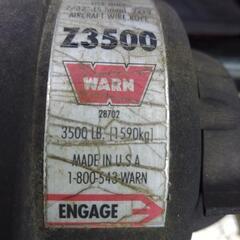 AIRCRAFT WIRE ROPE
Z3500
WARN
28702
3500 LB. (1590kg)
MADE IN U.S.A
1-800-543-WARN
ENGAGE